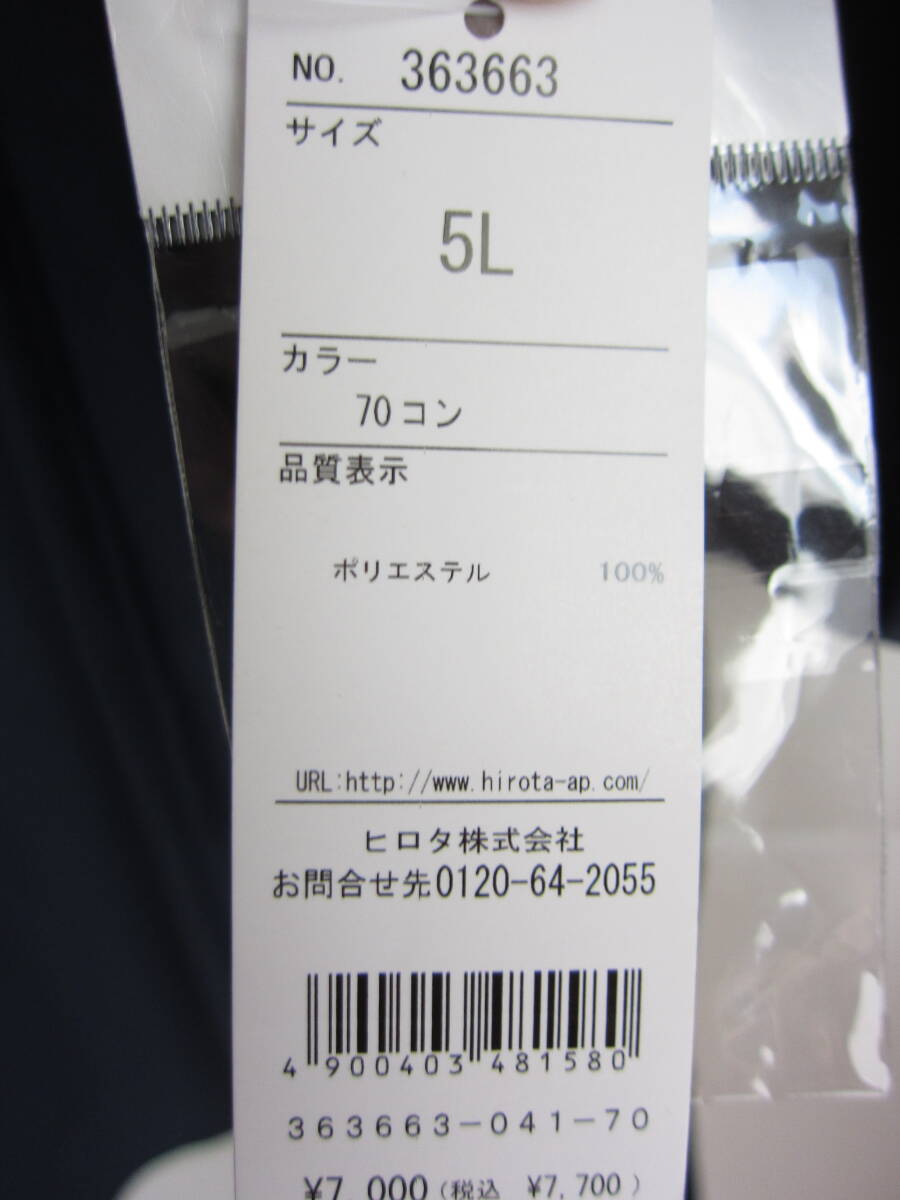 NO. 363663
サイズ
5L
カラー
70コン
品質表示
ポリエステル 100%
URL:http://www.hirota-ap.com/
ヒロタ株式会社
お問合せ先0120-64-2055
4 900403 481580
363663-041-70
¥7,000(税込 ¥7,700)